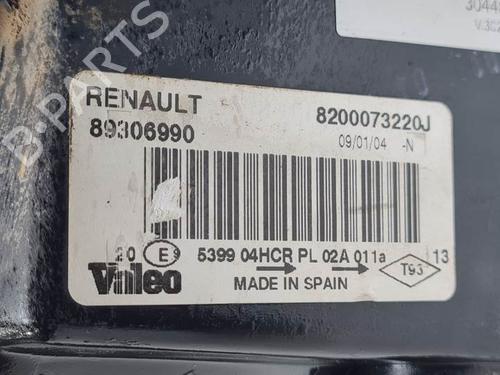 RENAULT
8200073220J
89306990
09/01/04 -N
20 E9 5399 04HCR PL 02A 011a T93 13
Valeo
MADE IN SPAIN
B-PARTS